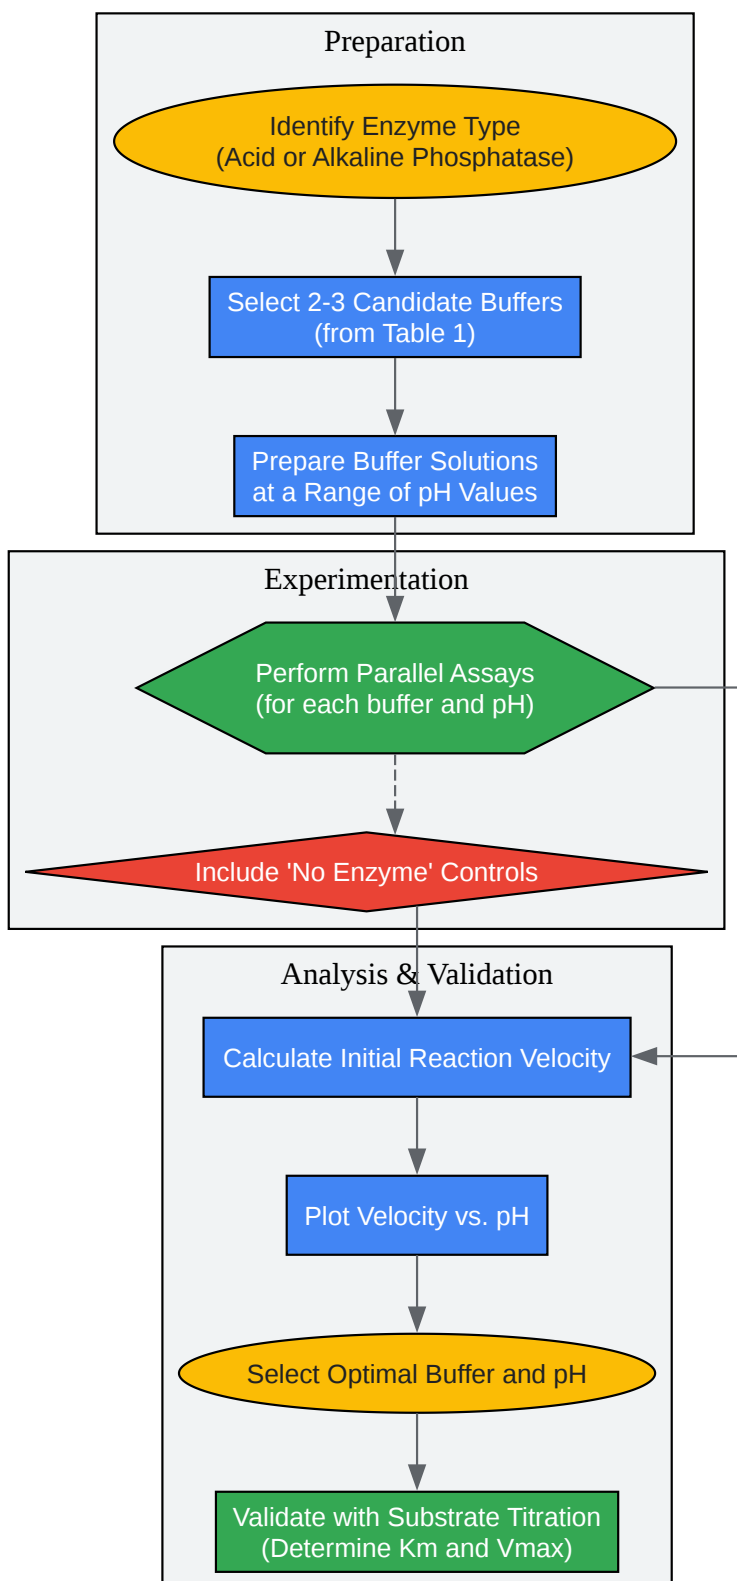 Preparation
Identify Enzyme Type
(Acid or Alkaline Phosphatase)
Select 2-3 Candidate Buffers
(from Table 1)
Prepare Buffer Solutions
at a Range of pH Values
Experimentation
Perform Parallel Assays
(for each buffer and pH)
Include 'No Enzyme' Controls
Analysis & Validation
Calculate Initial Reaction Velocity
Plot Velocity vs. pH
Select Optimal Buffer and pH
Validate with Substrate Titration
(Determine Km and Vmax)